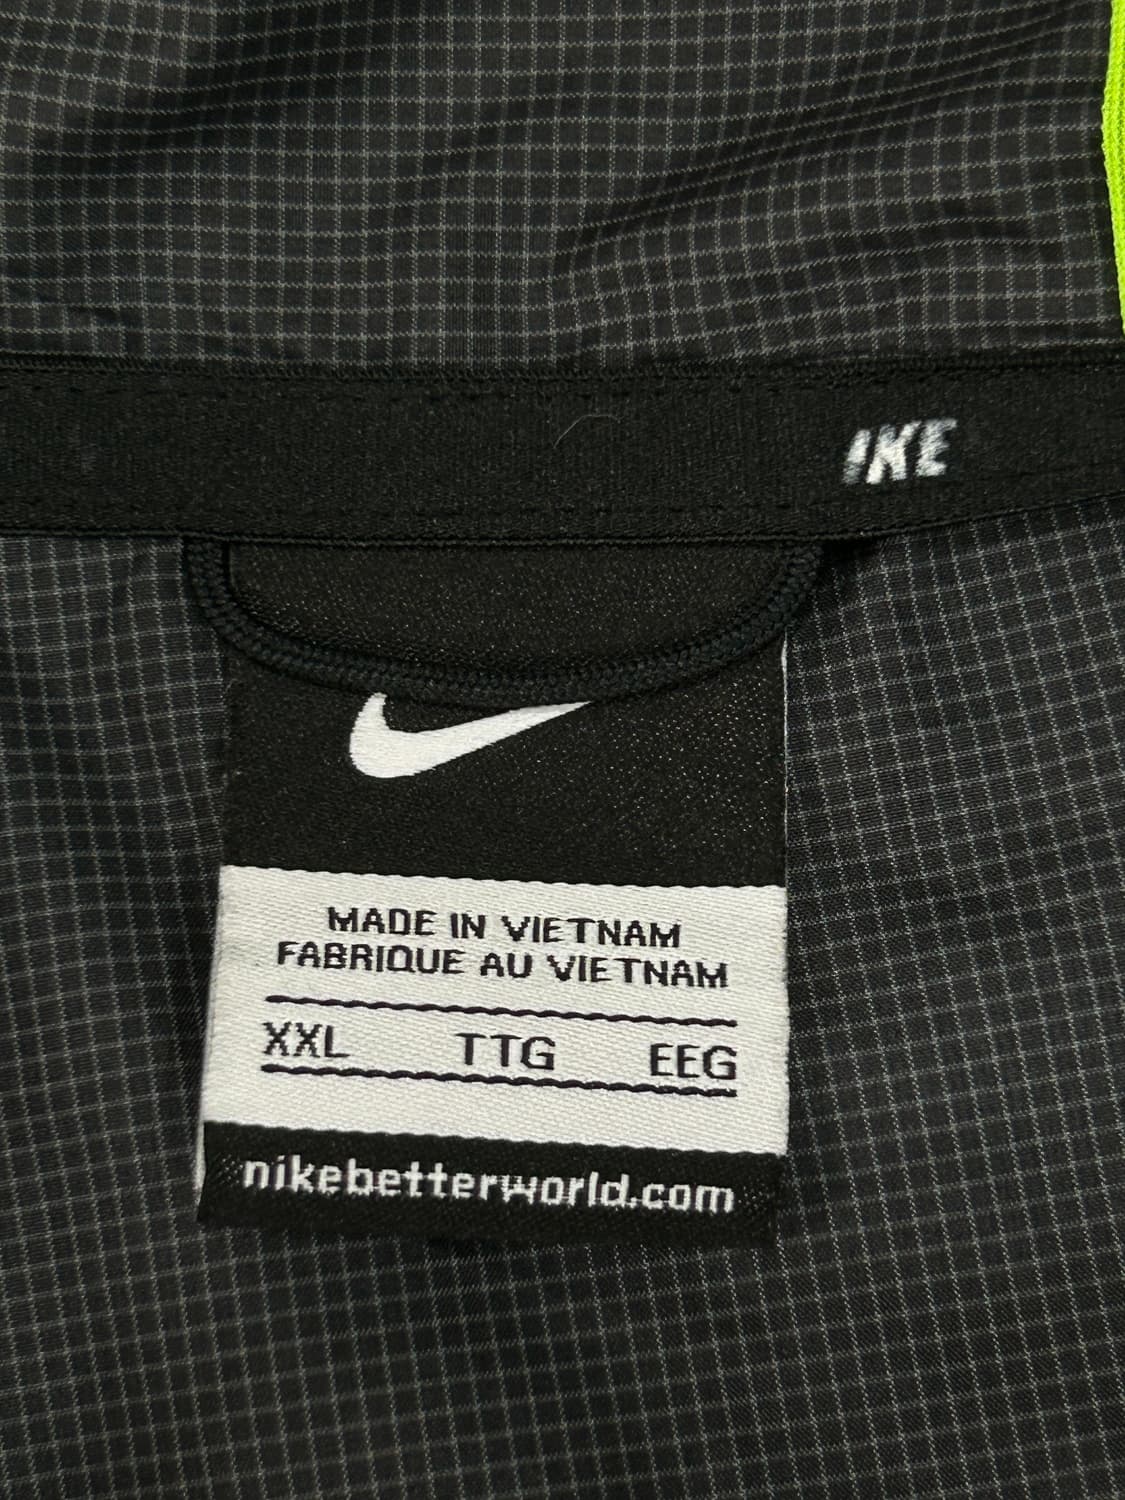 IKE
MADE IN VIETNAM
FABRIQUE AU VIETNAM
XXL TTG EEG
nikebetterworld.com